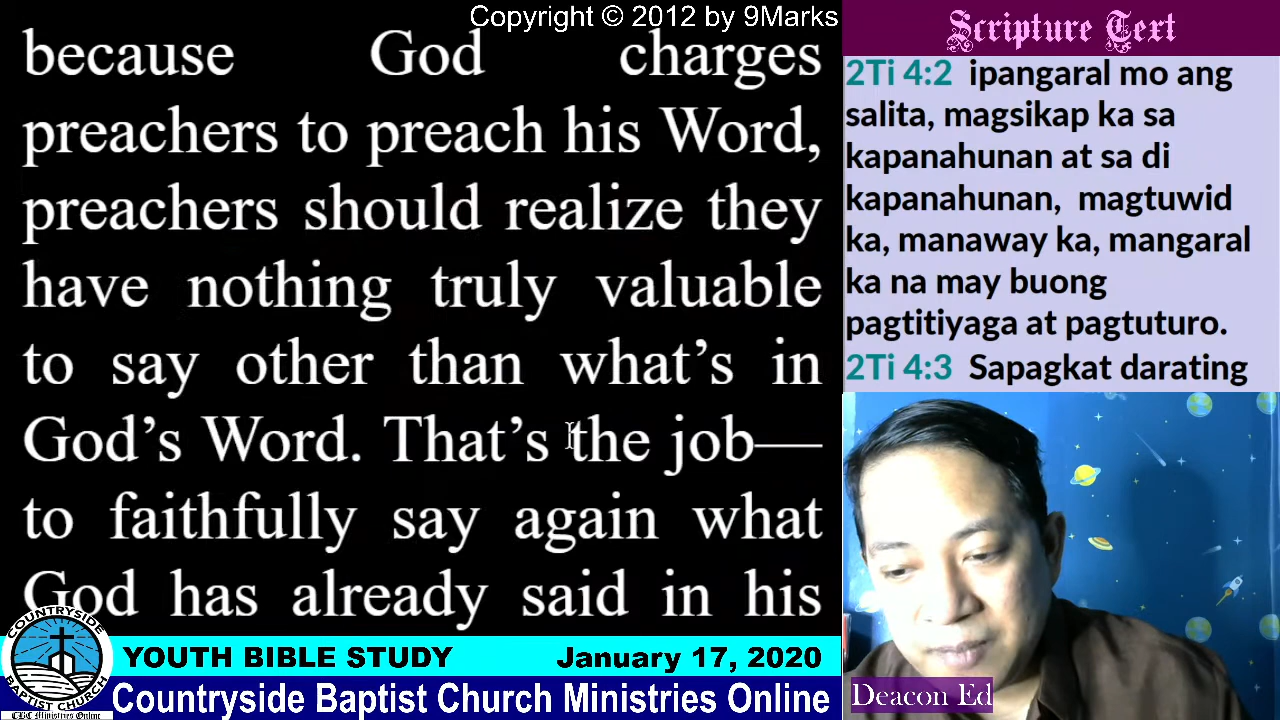 Copyright © 2012 by 9Marks
because God charges
preachers to preach his Word,
preachers should realize they
have nothing truly valuable
to say other than what’s in
God’s Word. That’s the job—
to faithfully say again what
God has already said in his
Scripture Text
2Ti 4:2 ipangaral mo ang
salita, magsikap ka sa
kapanahunan at sa di
kapanahunan, magtuwid
ka, manaway ka, mangaral
ka na may buong
pagtitiyaga at pagtuturo.
2Ti 4:3 Sapagkat darating
Deacon Ed
COUNTRYSIDE
BAPTIST CHURCH
CBC Ministries Online
YOUTH BIBLE STUDY January 17, 2020
Countryside Baptist Church Ministries Online